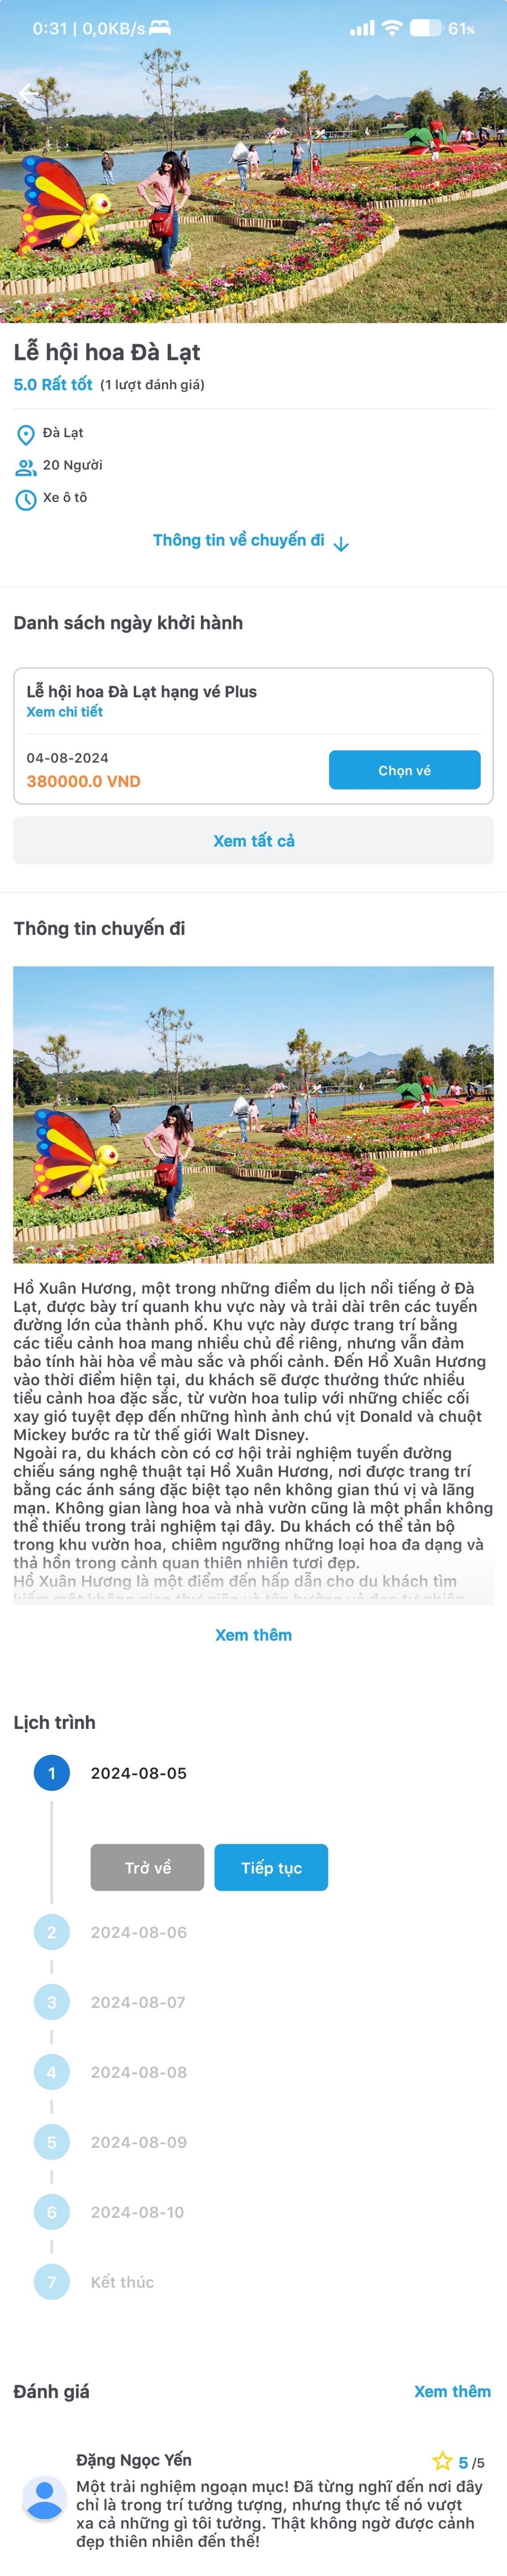 0:31 | 0,0KB/s
61%
Lễ hội hoa Đà Lạt
5.0 Rất tốt (1 lượt đánh giá)
Đà Lạt
20 Người
Xe ô tô
Thông tin về chuyến đi
Danh sách ngày khởi hành
Lễ hội hoa Đà Lạt hạng vé Plus
Xem chi tiết
04-08-2024
380000.0 VND
Chọn vé
Xem tất cả
Thông tin chuyến đi
Hồ Xuân Hương, một trong những điểm du lịch nổi tiếng ở Đà
Lạt, được bày trí quanh khu vực này và trải dài trên các tuyến
đường lớn của thành phố. Khu vực này được trang trí bằng
các tiểu cảnh hoa mang nhiều chủ đề riêng, nhưng vẫn đảm
bảo tính hài hòa về màu sắc và phối cảnh. Đến Hồ Xuân Hương
vào thời điểm hiện tại, du khách sẽ được thưởng thức nhiều
tiểu cảnh hoa đặc sắc, từ vườn hoa tulip với những chiếc cối
xay gió tuyệt đẹp đến những hình ảnh chú vịt Donald và chuột
Mickey bước ra từ thế giới Walt Disney.
Ngoài ra, du khách còn có cơ hội trải nghiệm tuyến đường
chiếu sáng nghệ thuật tại Hồ Xuân Hương, nơi được trang trí
bằng các ánh sáng đặc biệt tạo nên không gian thú vị và lãng
mạn. Không gian làng hoa và nhà vườn cũng là một phần không
thể thiếu trong trải nghiệm tại đây. Du khách có thể tản bộ
trong khu vườn hoa, chiêm ngưỡng những loại hoa đa dạng và
thả hồn trong cảnh quan thiên nhiên tươi đẹp.
Hồ Xuân Hương là một điểm đến hấp dẫn cho du khách tìm
Xem thêm
Lịch trình
1 2024-08-05
Trở về Tiếp tục
2 2024-08-06
3 2024-08-07
4 2024-08-08
5 2024-08-09
6 2024-08-10
7 Kết thúc
Đánh giá Xem thêm
Đặng Ngọc Yến 5 /5
Một trải nghiệm ngoạn mục! Đã từng nghĩ đến nơi đây
chỉ là trong trí tưởng tượng, nhưng thực tế nó vượt
xa cả những gì tôi tưởng. Thật không ngờ được cảnh
đẹp thiên nhiên đến thế!